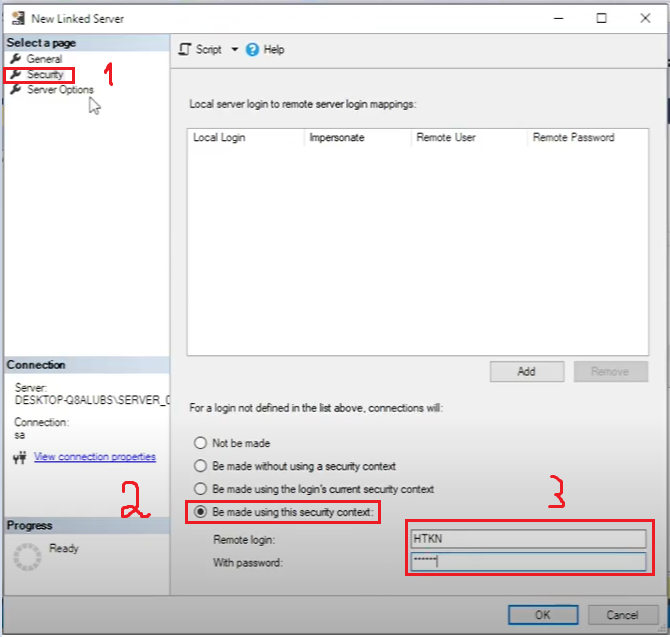 New Linked Server
Select a page
General
Security
Server Options
1
Script
Help
Local server login to remote server login mappings:
Local Login Impersonate Remote User Remote Password
Add Remove
Connection
Server:
DESKTOP-Q8ALUBS\SERVER_0
Connection:
sa
View connection properties
For a login not defined in the list above, connections will:
Not be made
Be made without using a security context
Be made using the login's current security context
2
Be made using this security context:
3
Remote login: HTKN
With password: ******
Progress
Ready
OK Cancel